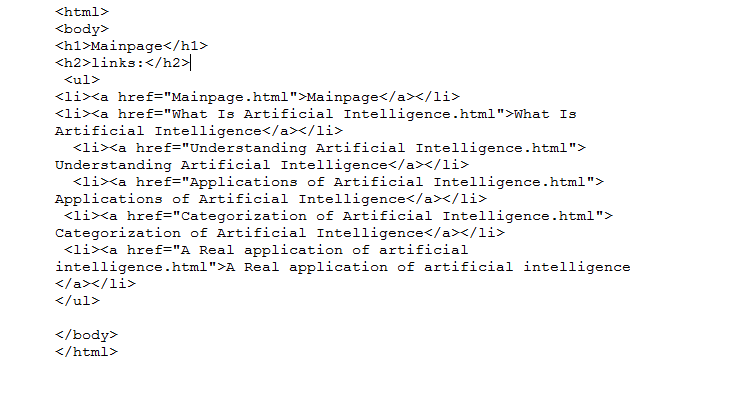 <html>
<body>
<h1>Mainpage</h1>
<h2>links:</h2>
<ul>
<li><a href="Mainpage.html">Mainpage</a></li>
<li><a href="What Is Artificial Intelligence.html">What Is
Artificial Intelligence</a></li>
<li><a href="Understanding Artificial Intelligence.html">
Understanding Artificial Intelligence</a></li>
<li><a href="Applications of Artificial Intelligence.html">
Applications of Artificial Intelligence</a></li>
<li><a href="Categorization of Artificial Intelligence.html">
Categorization of Artificial Intelligence</a></li>
<li><a href="A Real application of artificial
intelligence.html">A Real application of artificial intelligence
</a></li>
</ul>
</body>
</html>